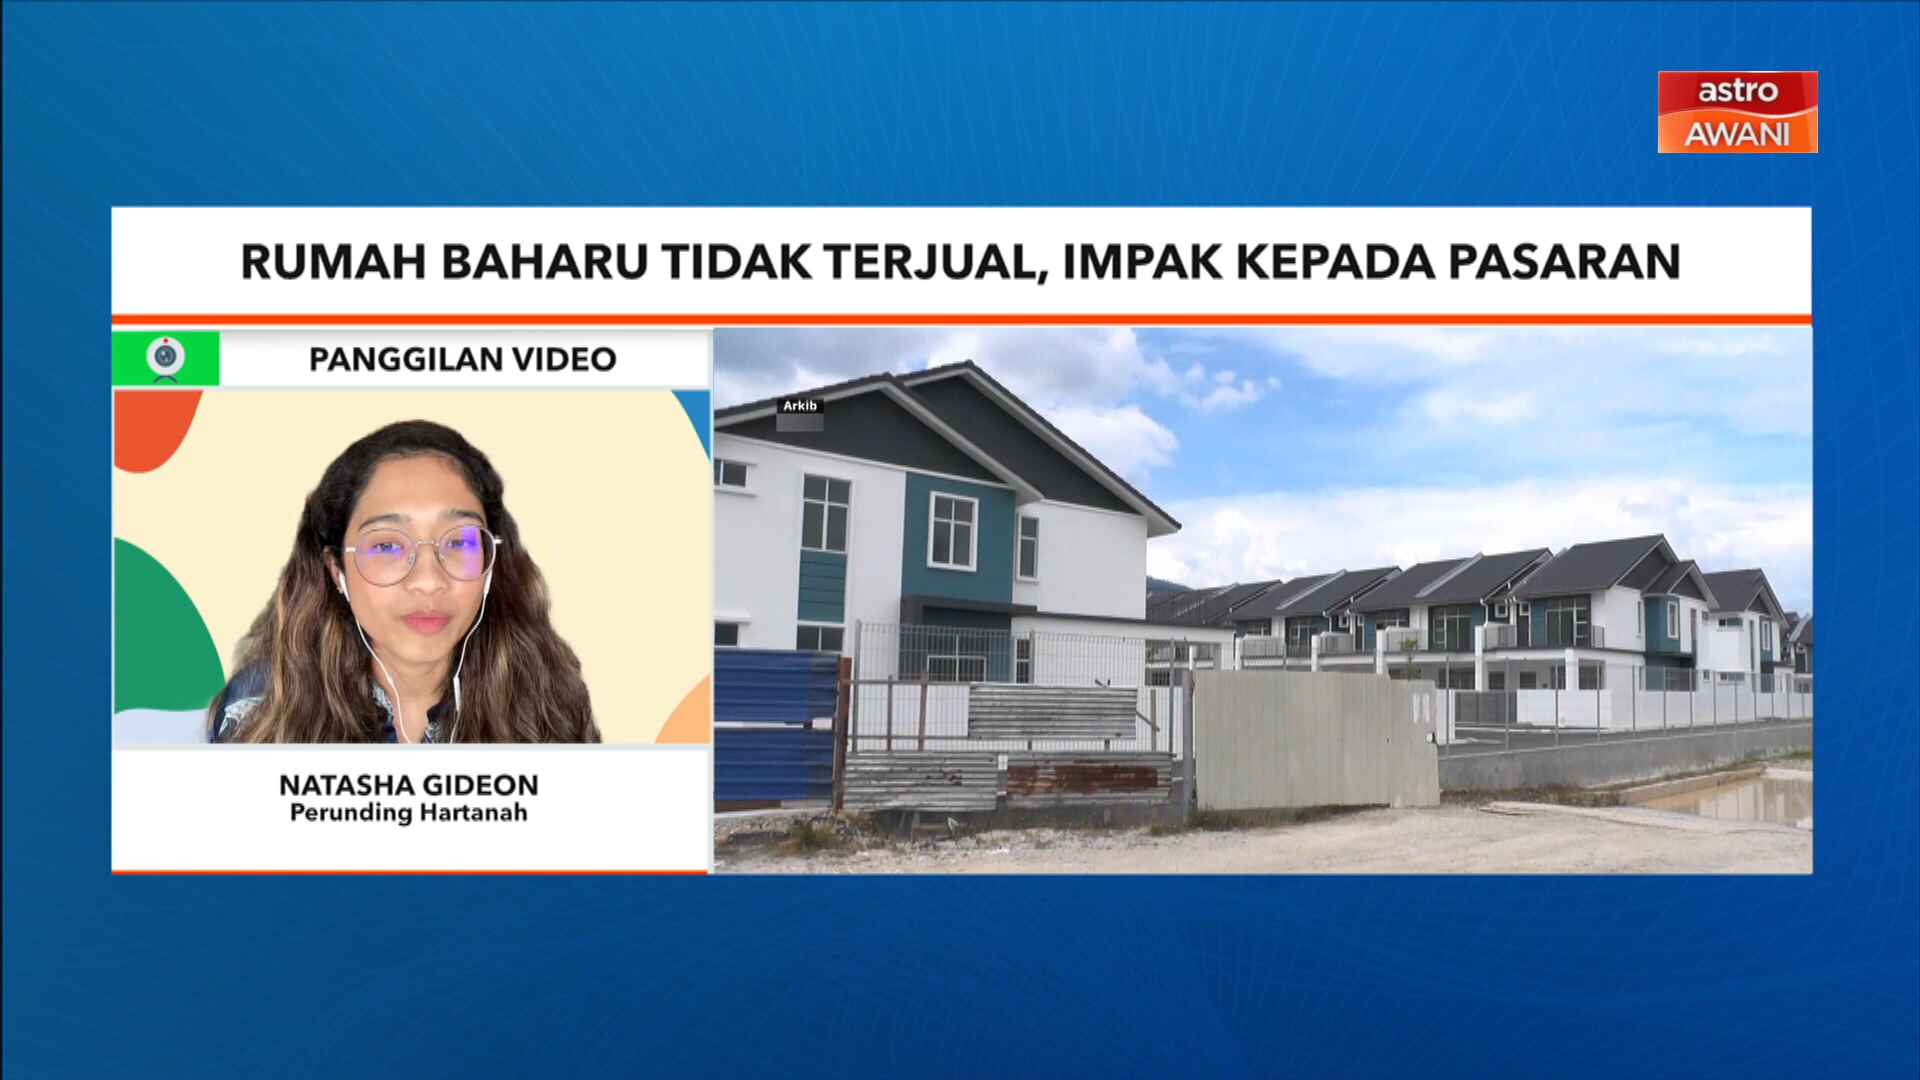 astro
AWANI
RUMAH BAHARU TIDAK TERJUAL, IMPAK KEPADA PASARAN
PANGGILAN VIDEO
Arkib
NATASHA GIDEON
Perunding Hartanah